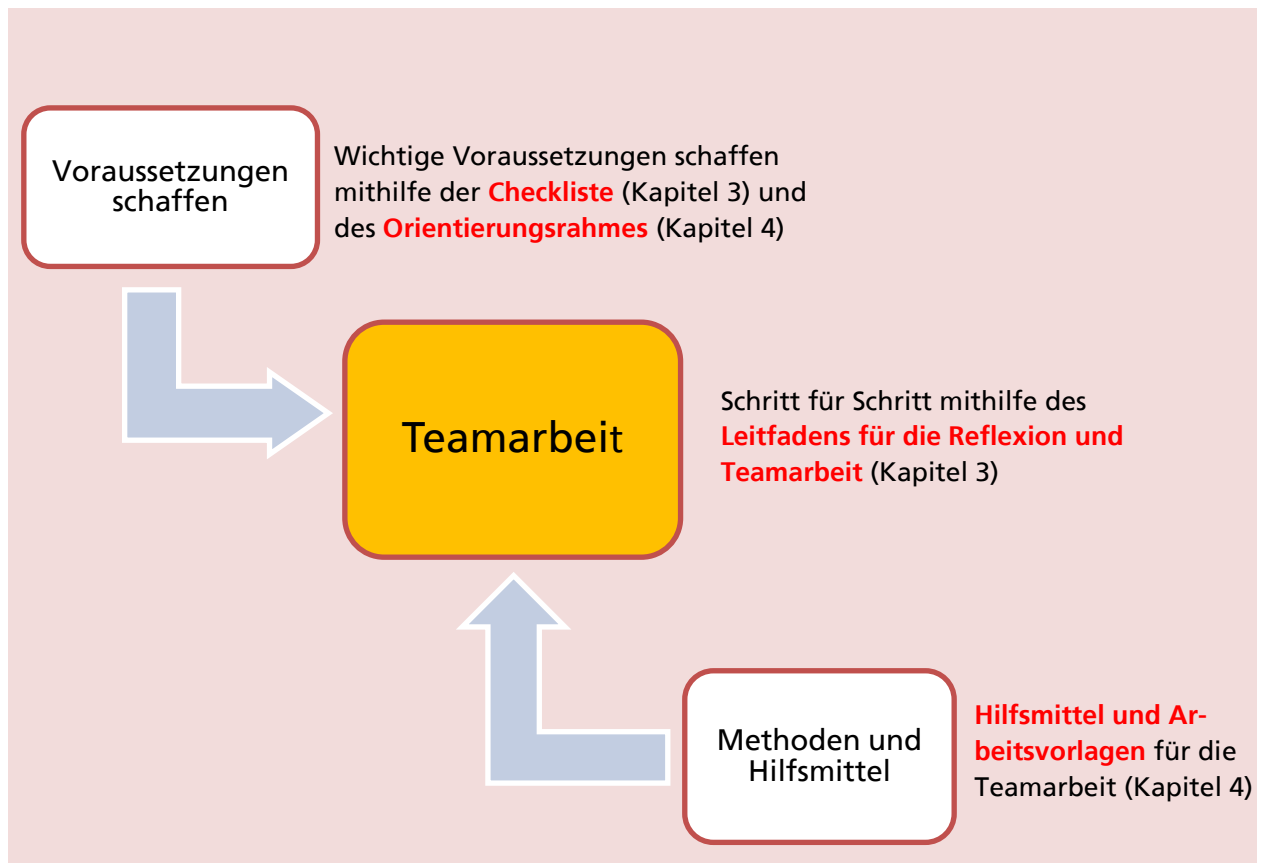 Voraussetzungen
schaffen
Wichtige Voraussetzungen schaffen
mithilfe der Checkliste (Kapitel 3) und
des Orientierungsrahmes (Kapitel 4)
Teamarbeit
Schritt für Schritt mithilfe des
Leitfadens für die Reflexion und
Teamarbeit (Kapitel 3)
Methoden und
Hilfsmittel
Hilfsmittel und Ar-
beitsvorlagen für die
Teamarbeit (Kapitel 4)